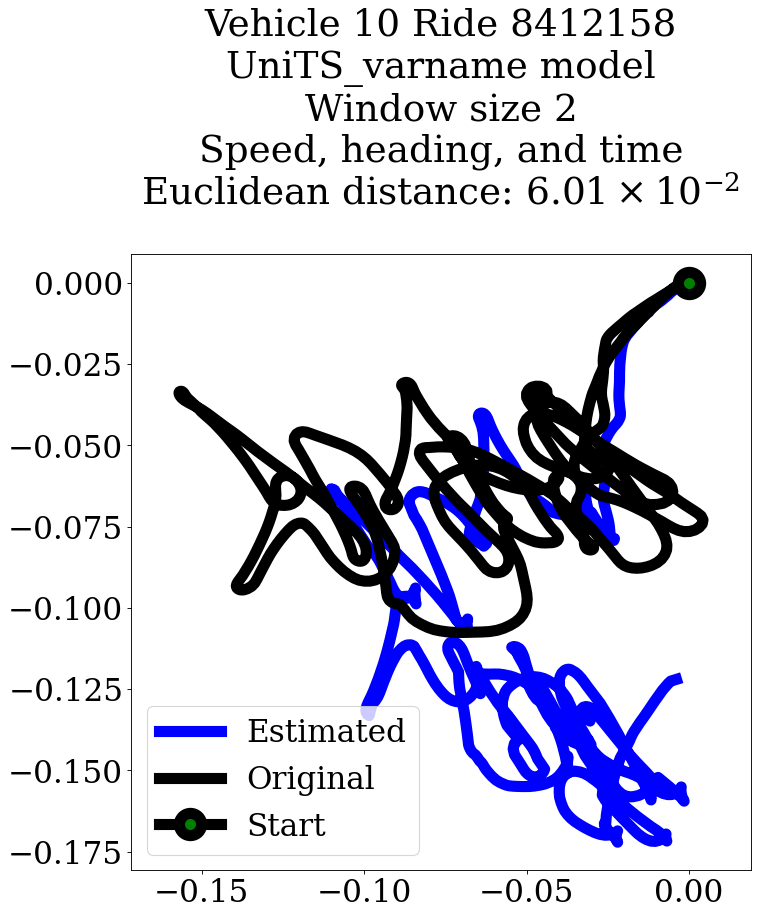 Vehicle 10 Ride 8412158
UniTS_varname model
Window size 2
Speed, heading, and time
Euclidean distance: 6.01 × 10⁻²
0.000
−0.025
−0.050
−0.075
−0.100
−0.125
−0.150
−0.175
Estimated
Original
Start
−0.15 −0.10 −0.05 0.00